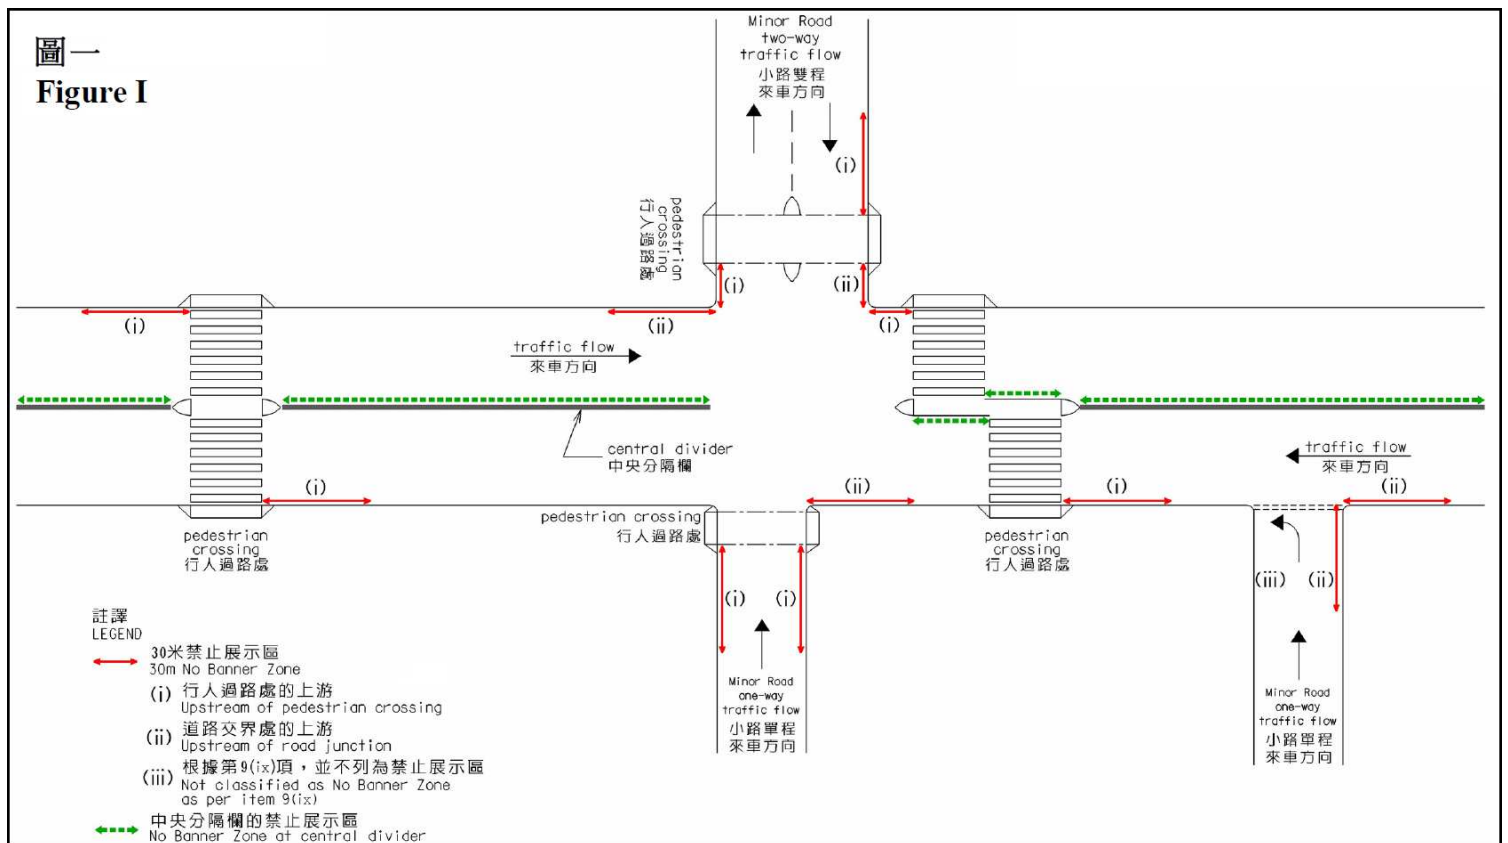 圖一
Figure I
Minor Road
two-way
traffic flow
小路雙程
來車方向
(i)
pedestrian
crossing
行人過路處
(i)
(ii)
(i)
(ii)
(i)
traffic flow
來車方向
central divider
中央分隔欄
traffic flow
來車方向
(i)
(ii)
(i)
(ii)
pedestrian
crossing
行人過路處
pedestrian crossing
行人過路處
pedestrian
crossing
行人過路處
(i)
(i)
(iii)
(ii)
Minor Road
one-way
traffic flow
小路單程
來車方向
Minor Road
one-way
traffic flow
小路單程
來車方向
註譯
LEGEND
30米禁止展示區
30m No Banner Zone
(i) 行人過路處的上游
Upstream of pedestrian crossing
(ii) 道路交界處的上游
Upstream of road junction
(iii) 根據第9(ix)項，並不列為禁止展示區
Not classified as No Banner Zone
as per item 9(ix)
中央分隔欄的禁止展示區
No Banner Zone at central divider